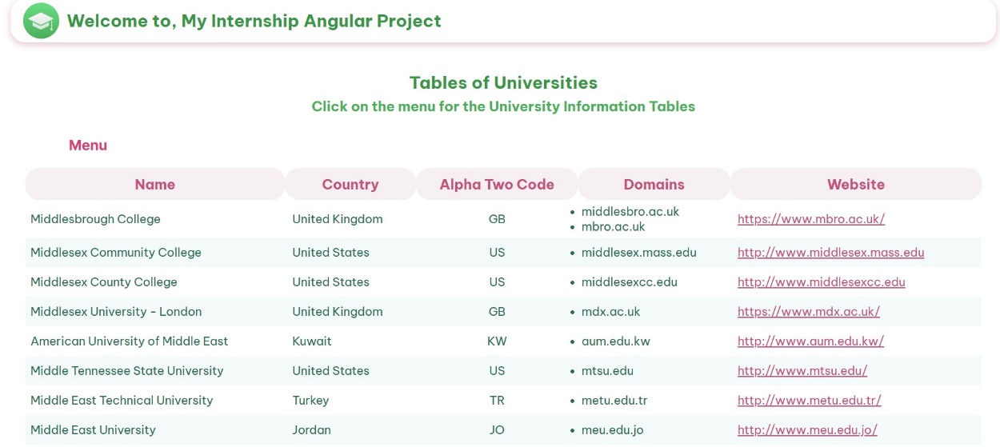 Welcome to, My Internship Angular Project
Tables of Universities
Click on the menu for the University Information Tables
Menu
Name Country Alpha Two Code Domains Website
Middlesbrough College United Kingdom GB • middlesbro.ac.uk • mbro.ac.uk https://www.mbro.ac.uk/
Middlesex Community College United States US • middlesex.mass.edu http://www.middlesex.mass.edu
Middlesex County College United States US • middlesexcc.edu http://www.middlesexcc.edu
Middlesex University - London United Kingdom GB • mdx.ac.uk https://www.mdx.ac.uk/
American University of Middle East Kuwait KW • aum.edu.kw http://www.aum.edu.kw/
Middle Tennessee State University United States US • mtsu.edu http://www.mtsu.edu/
Middle East Technical University Turkey TR • metu.edu.tr http://www.metu.edu.tr/
Middle East University Jordan JO • meu.edu.jo http://www.meu.edu.jo/